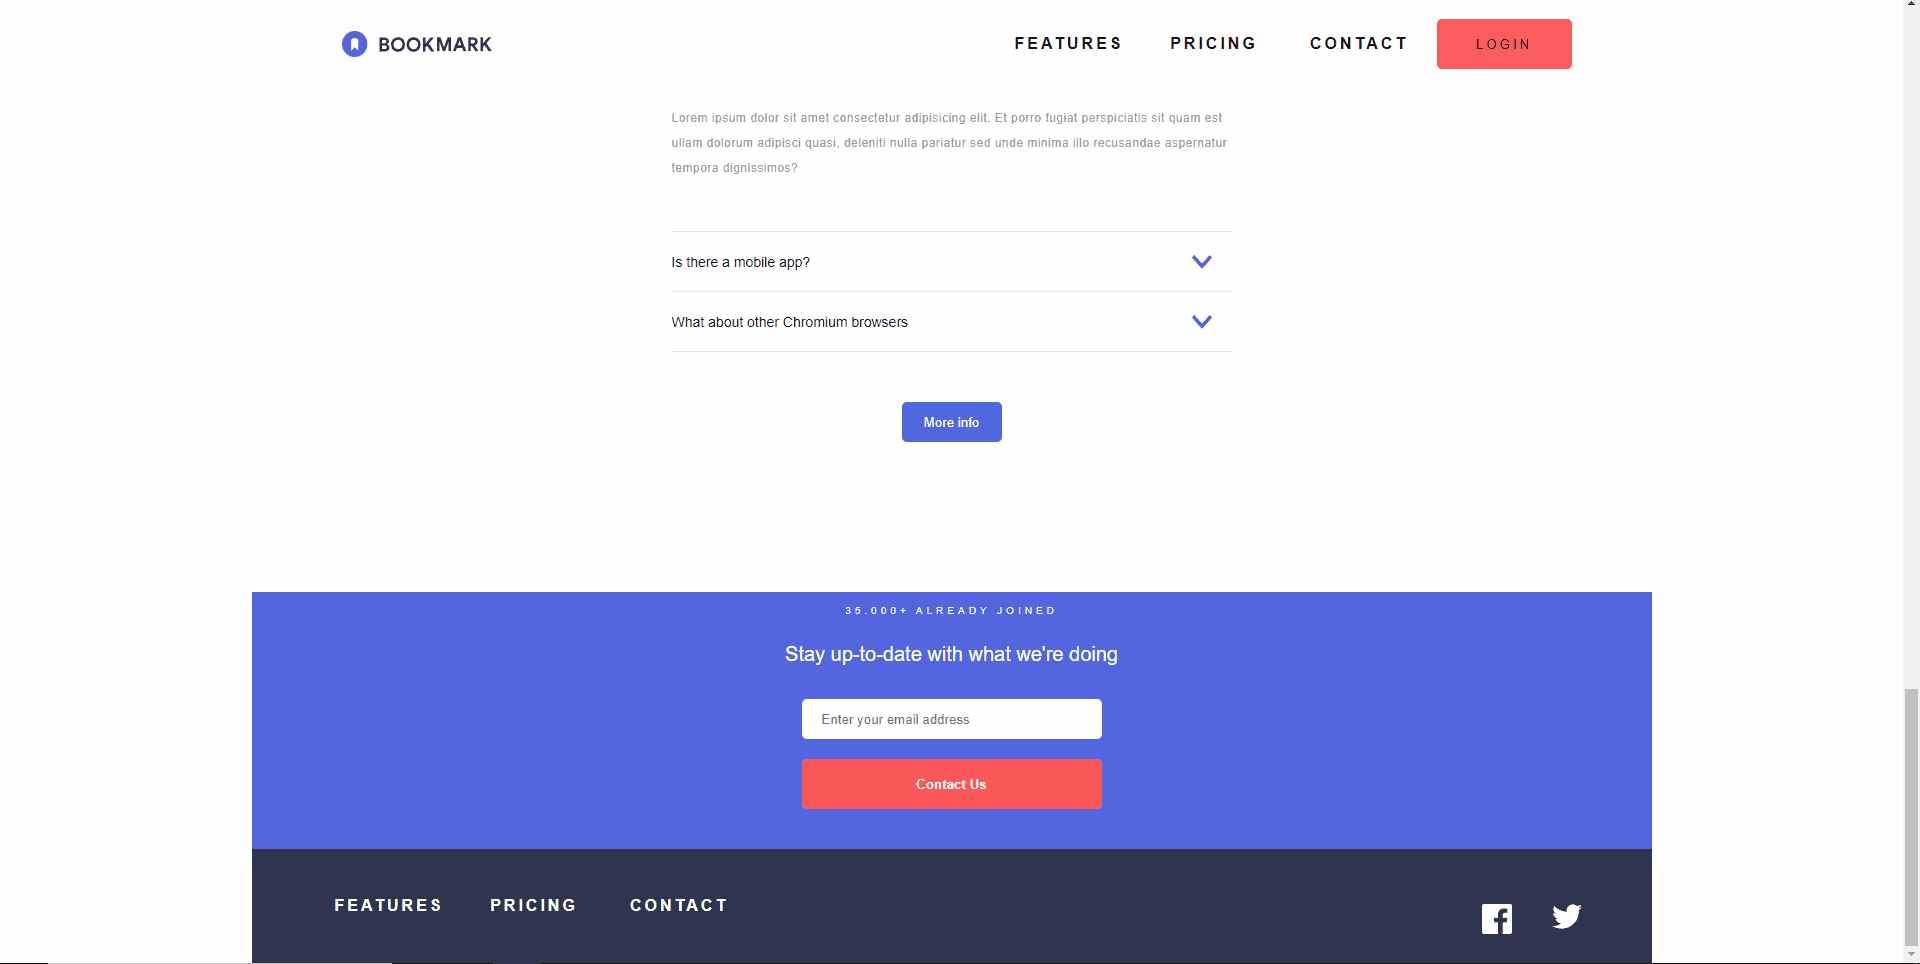 BOOKMARK
FEATURES PRICING CONTACT LOGIN
Lorem ipsum dolor sit amet consectetur adipisicing elit. Et porro fugiat perspiciatis sit quam est
ullam dolorum adipisci quasi, deleniti nulla pariatur sed unde minima illo recusandae aspernatur
tempora dignissimos?
Is there a mobile app?
What about other Chromium browsers
More info
35.000+ ALREADY JOINED
Stay up-to-date with what we're doing
Enter your email address
Contact Us
FEATURES PRICING CONTACT